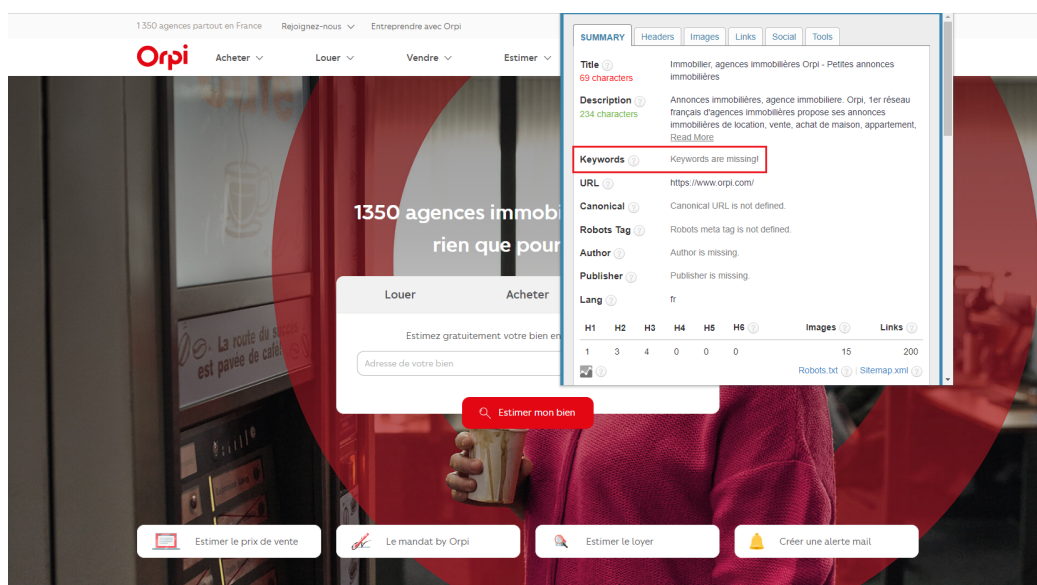 1 350 agences partout en France Rejoignez-nous Entreprendre avec Orpi
Orpi Acheter Louer Vendre Estimer
1350 agences immobi
rien que pour
Louer Acheter
Estimez gratuitement votre bien en
Adresse de votre bien
Estimer mon bien
La route du succès
est pavée de café!
Estimer le prix de vente
Le mandat by Orpi
Estimer le loyer
Créer une alerte mail
SUMMARY Headers Images Links Social Tools
Title ? Immobilier, agences immobilières Orpi - Petites annonces
69 characters immobilières
Description ? Annonces immobilières, agence immobiliere. Orpi, 1er réseau
234 characters français d'agences immobilières propose ses annonces
immobilières de location, vente, achat de maison, appartement,
Read More
Keywords ? Keywords are missing!
URL ? https://www.orpi.com/
Canonical ? Canonical URL is not defined.
Robots Tag ? Robots meta tag is not defined.
Author ? Author is missing.
Publisher ? Publisher is missing.
Lang ? fr
H1 H2 H3 H4 H5 H6 ? Images ? Links ?
1 3 4 0 0 0 15 200
? Robots.txt ? | Sitemap.xml ?